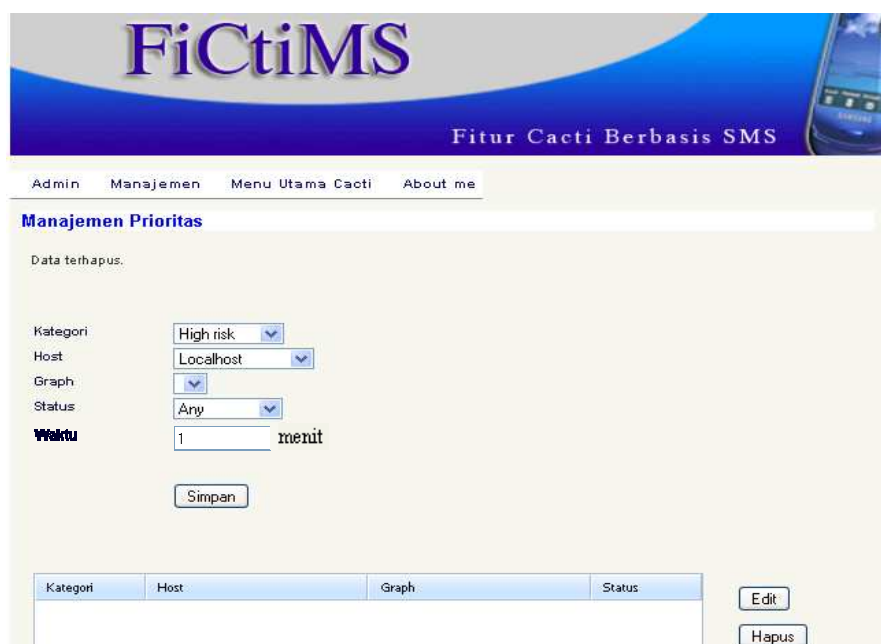 FiCtiMS
Fitur Cacti Berbasis SMS
Admin Manajemen Menu Utama Cacti About me
Manajemen Prioritas
Data terhapus.
Kategori High risk
Host Localhost
Graph
Status Any
Waktu 1 menit
Simpan
Kategori Host Graph Status
Edit
Hapus